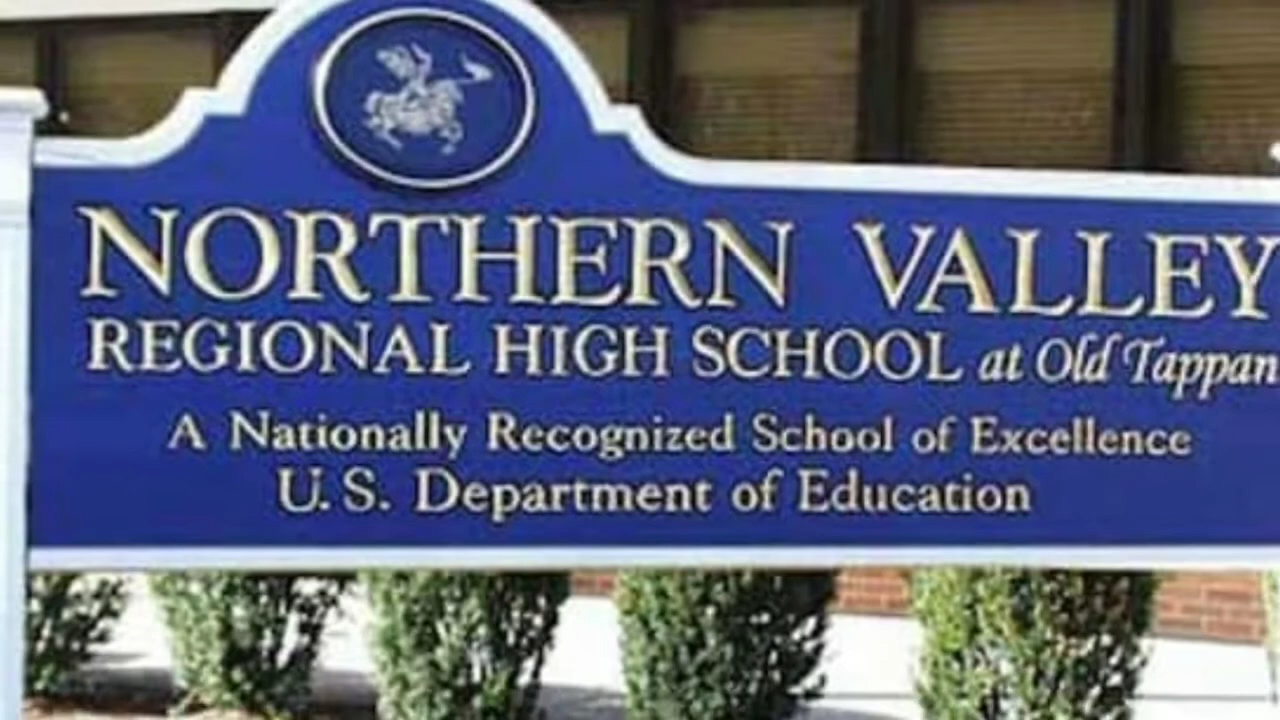 NORTHERN VALLEY
REGIONAL HIGH SCHOOL at Old Tappan
A Nationally Recognized School of Excellence
U.S. Department of Education